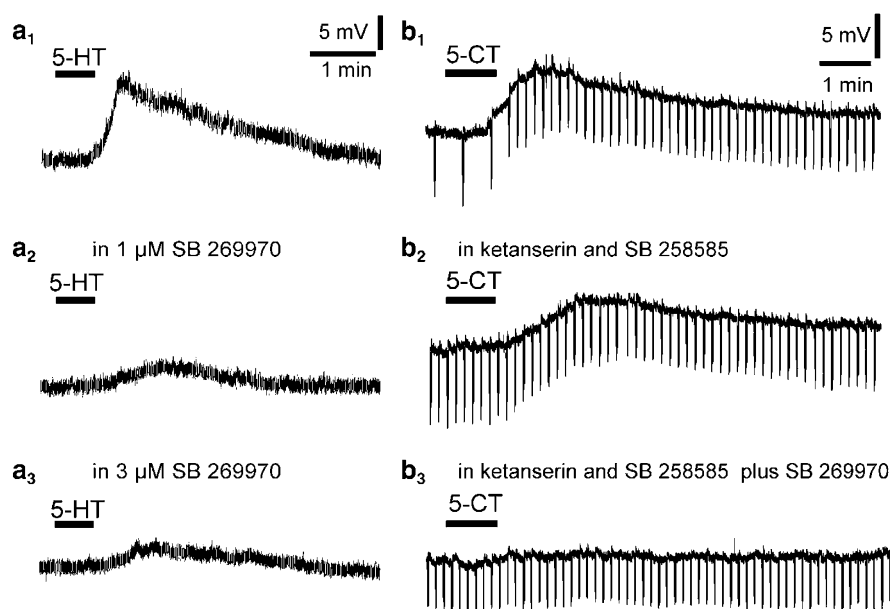 a1
5-HT
5 mV
1 min
b1
5-CT
5 mV
1 min
a2 in 1 µM SB 269970
5-HT
b2 in ketanserin and SB 258585
5-CT
a3 in 3 µM SB 269970
5-HT
b3 in ketanserin and SB 258585 plus SB 269970
5-CT